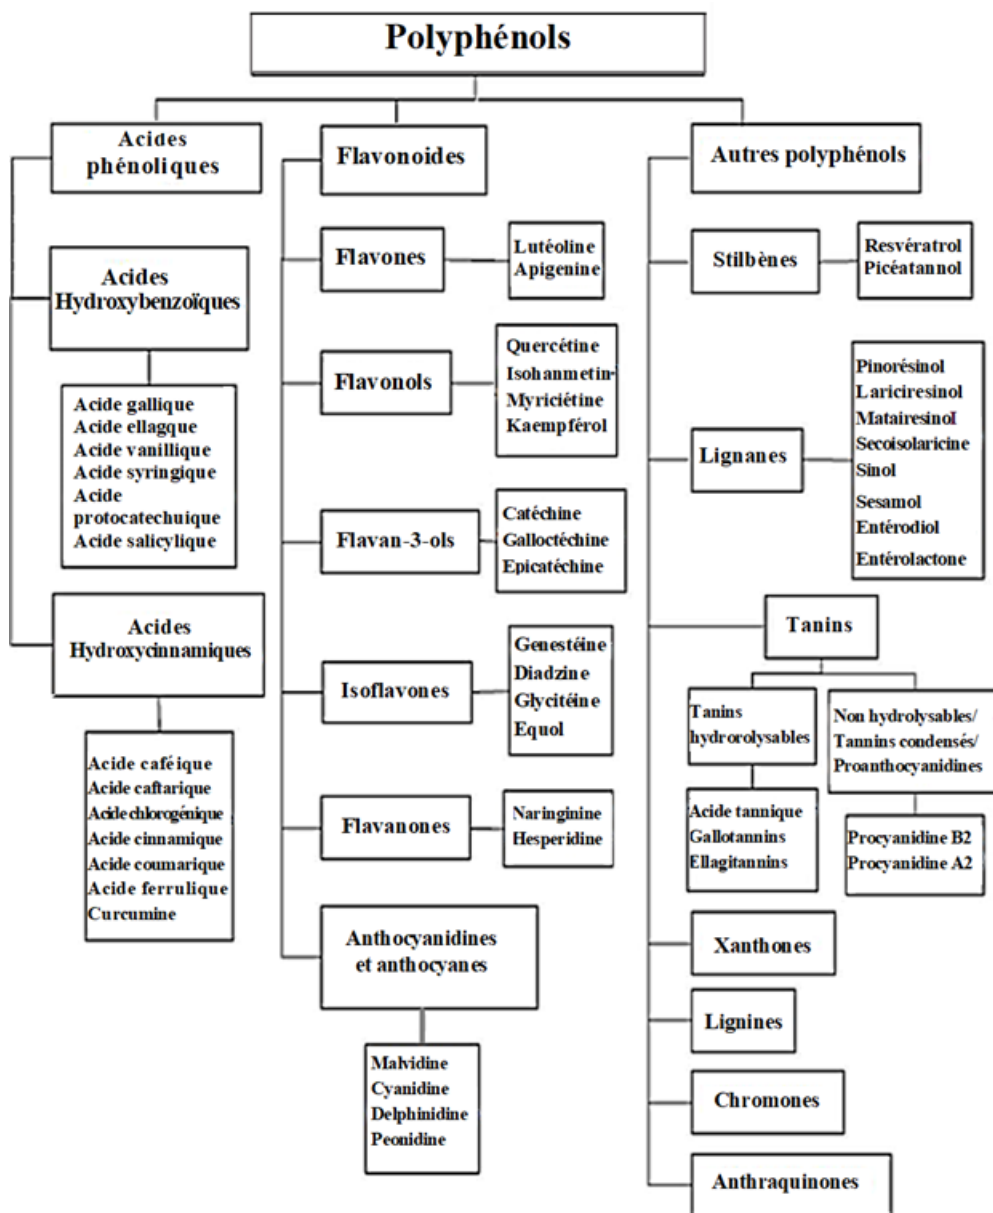 Polyphénols
Acides
phénoliques
Acides
Hydroxybenzoïques
Acide gallique
Acide ellagque
Acide vanillique
Acide syringique
Acide
protocatechuique
Acide salicylique
Acides
Hydroxycinnamiques
Acide caféique
Acide caftarique
Acide chlorogénique
Acide cinnamique
Acide coumarique
Acide ferrulique
Curcumine
Flavonoides
Flavones
Lutéoline
Apigenine
Flavonols
Quercétine
Isohanmetin-
Myriciétine
Kaempférol
Flavan-3-ols
Catéchine
Galloctéchine
Epicatéchine
Isoflavones
Genestéine
Diadzine
Glycitéine
Equol
Flavanones
Naringinine
Hesperidine
Anthocyanidines
et anthocyanes
Malvidine
Cyanidine
Delphinidine
Peonidine
Autres polyphénols
Stilbènes
Resvératrol
Picéatannol
Lignanes
Pinorésinol
Lariciresinol
Matairesinol
Secoisolaricine
Sinol
Sesamol
Entérodiol
Entérolactone
Tanins
Tanins
hydrorolysables
Acide tannique
Gallotannins
Ellagitannins
Non hydrolysables/
Tannins condensés/
Proanthocyanidines
Procyanidine B2
Procyanidine A2
Xanthones
Lignines
Chromones
Anthraquinones